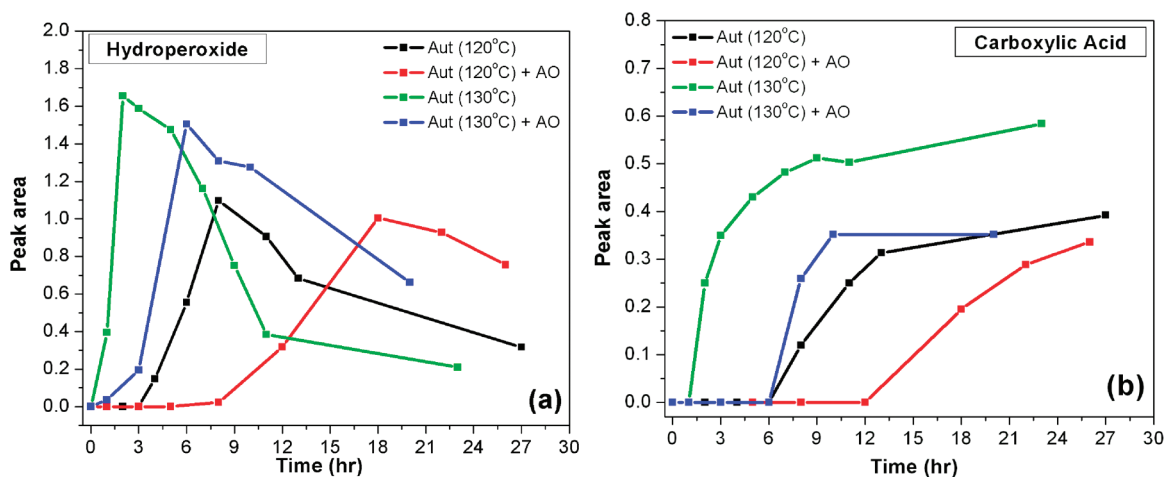 (a)
Hydroperoxide
Aut (120°C)
Aut (120°C) + AO
Aut (130°C)
Aut (130°C) + AO
Peak area
2.0
1.8
1.6
1.4
1.2
1.0
0.8
0.6
0.4
0.2
0.0
0 3 6 9 12 15 18 21 24 27 30
Time (hr)
(a)
(b)
Carboxylic Acid
Aut (120°C)
Aut (120°C) + AO
Aut (130°C)
Aut (130°C) + AO
Peak area
0.8
0.7
0.6
0.5
0.4
0.3
0.2
0.1
0.0
0 3 6 9 12 15 18 21 24 27 30
Time (hr)
(b)